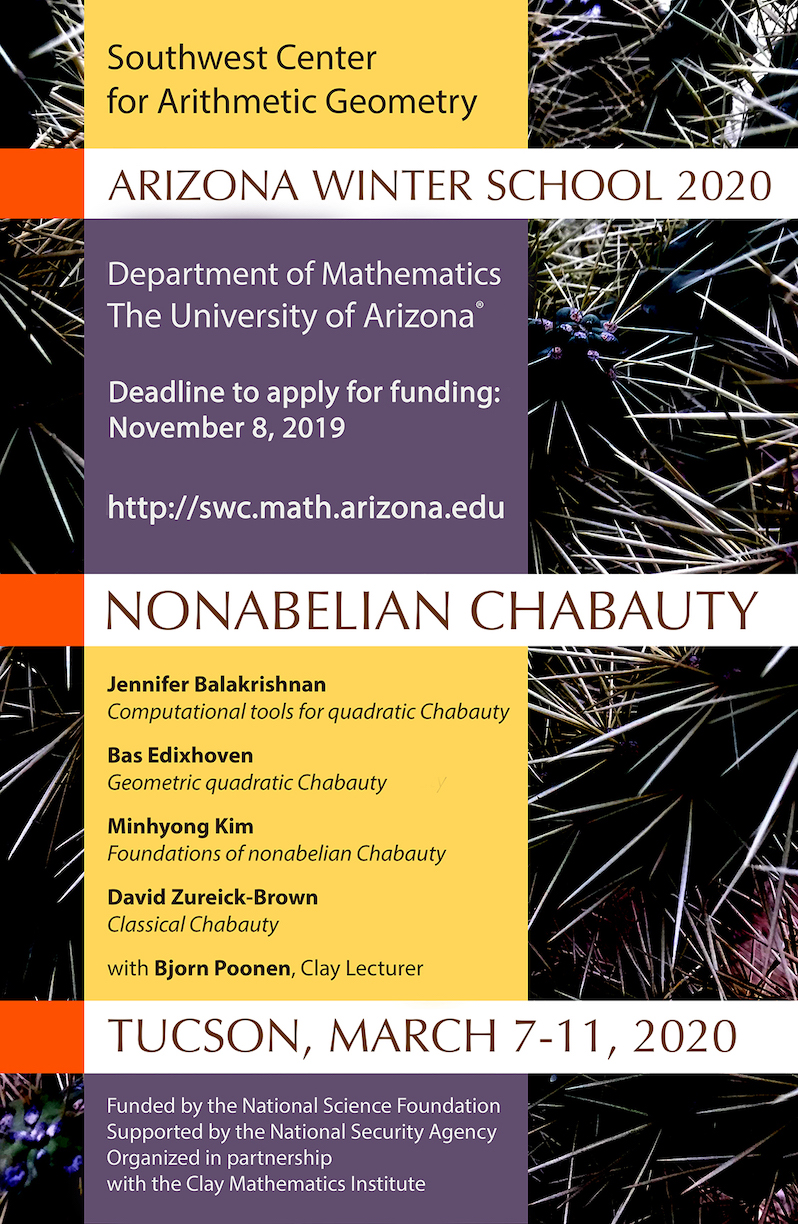 Southwest Center
for Arithmetic Geometry
ARIZONA WINTER SCHOOL 2020
Department of Mathematics
The University of Arizona®
Deadline to apply for funding:
November 8, 2019
http://swc.math.arizona.edu
NONABELIAN CHABAUTY
Jennifer Balakrishnan
Computational tools for quadratic Chabauty
Bas Edixhoven
Geometric quadratic Chabauty
Minhyong Kim
Foundations of nonabelian Chabauty
David Zureick-Brown
Classical Chabauty
with Bjorn Poonen, Clay Lecturer
TUCSON, MARCH 7-11, 2020
Funded by the National Science Foundation
Supported by the National Security Agency
Organized in partnership
with the Clay Mathematics Institute